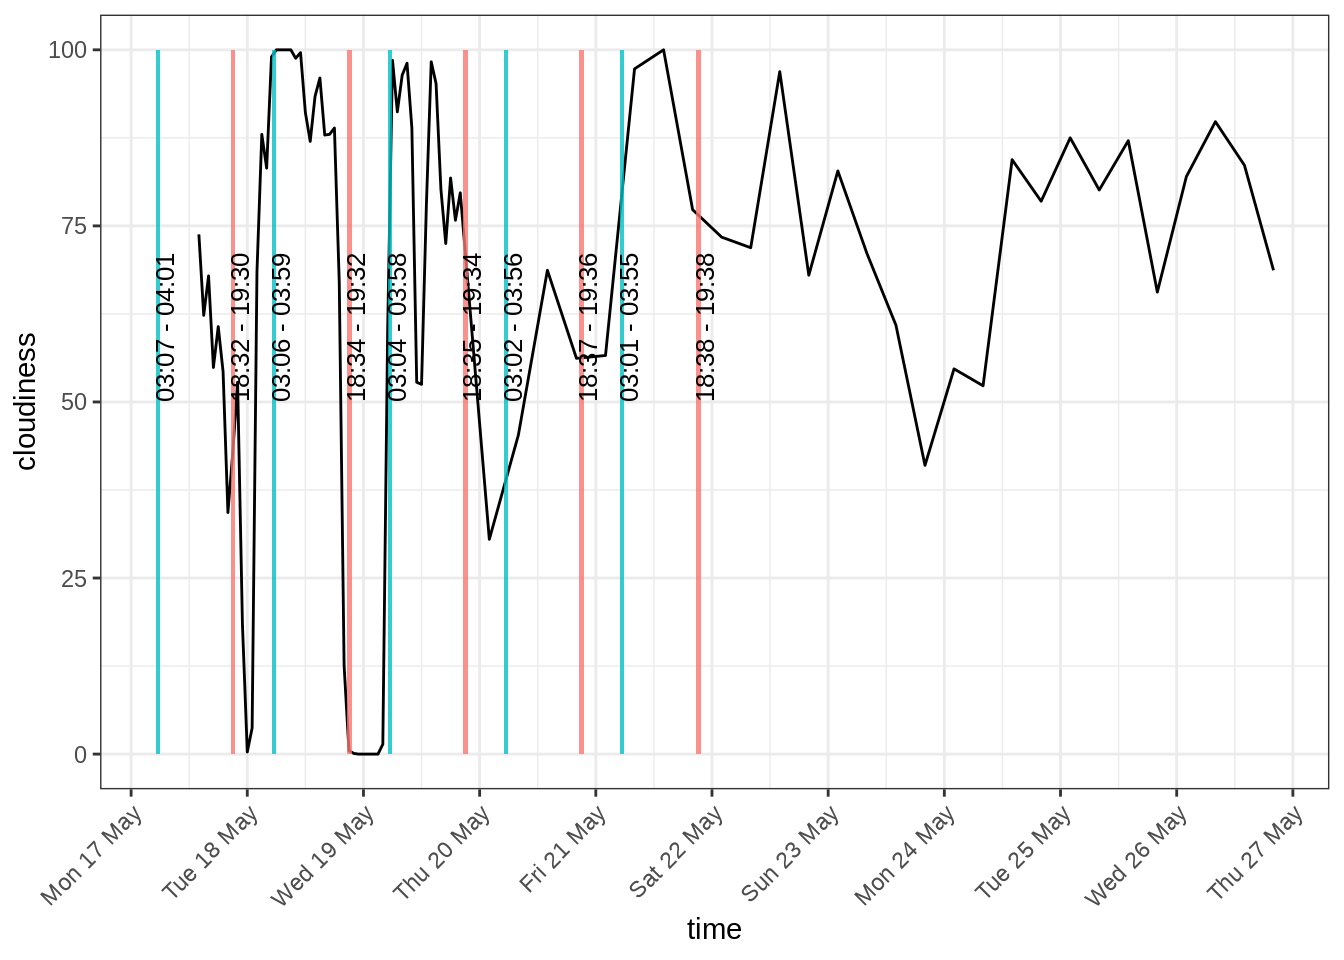 100
75
50
25
0
cloudiness
03:07 - 04:01
18:32 - 19:30
03:06 - 03:59
18:34 - 19:32
03:04 - 03:58
18:35 - 19:34
03:02 - 03:56
18:37 - 19:36
03:01 - 03:55
18:38 - 19:38
Mon 17 May
Tue 18 May
Wed 19 May
Thu 20 May
Fri 21 May
Sat 22 May
Sun 23 May
Mon 24 May
Tue 25 May
Wed 26 May
Thu 27 May
time